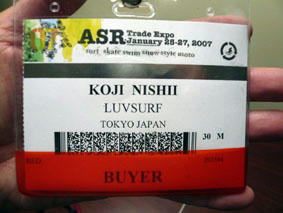 ASR Trade Expo
January 25-27, 2007
surf skate swim snow style moto
KOJI NISHII
LUVSURF
TOKYO JAPAN
30 M
RED
BUYER